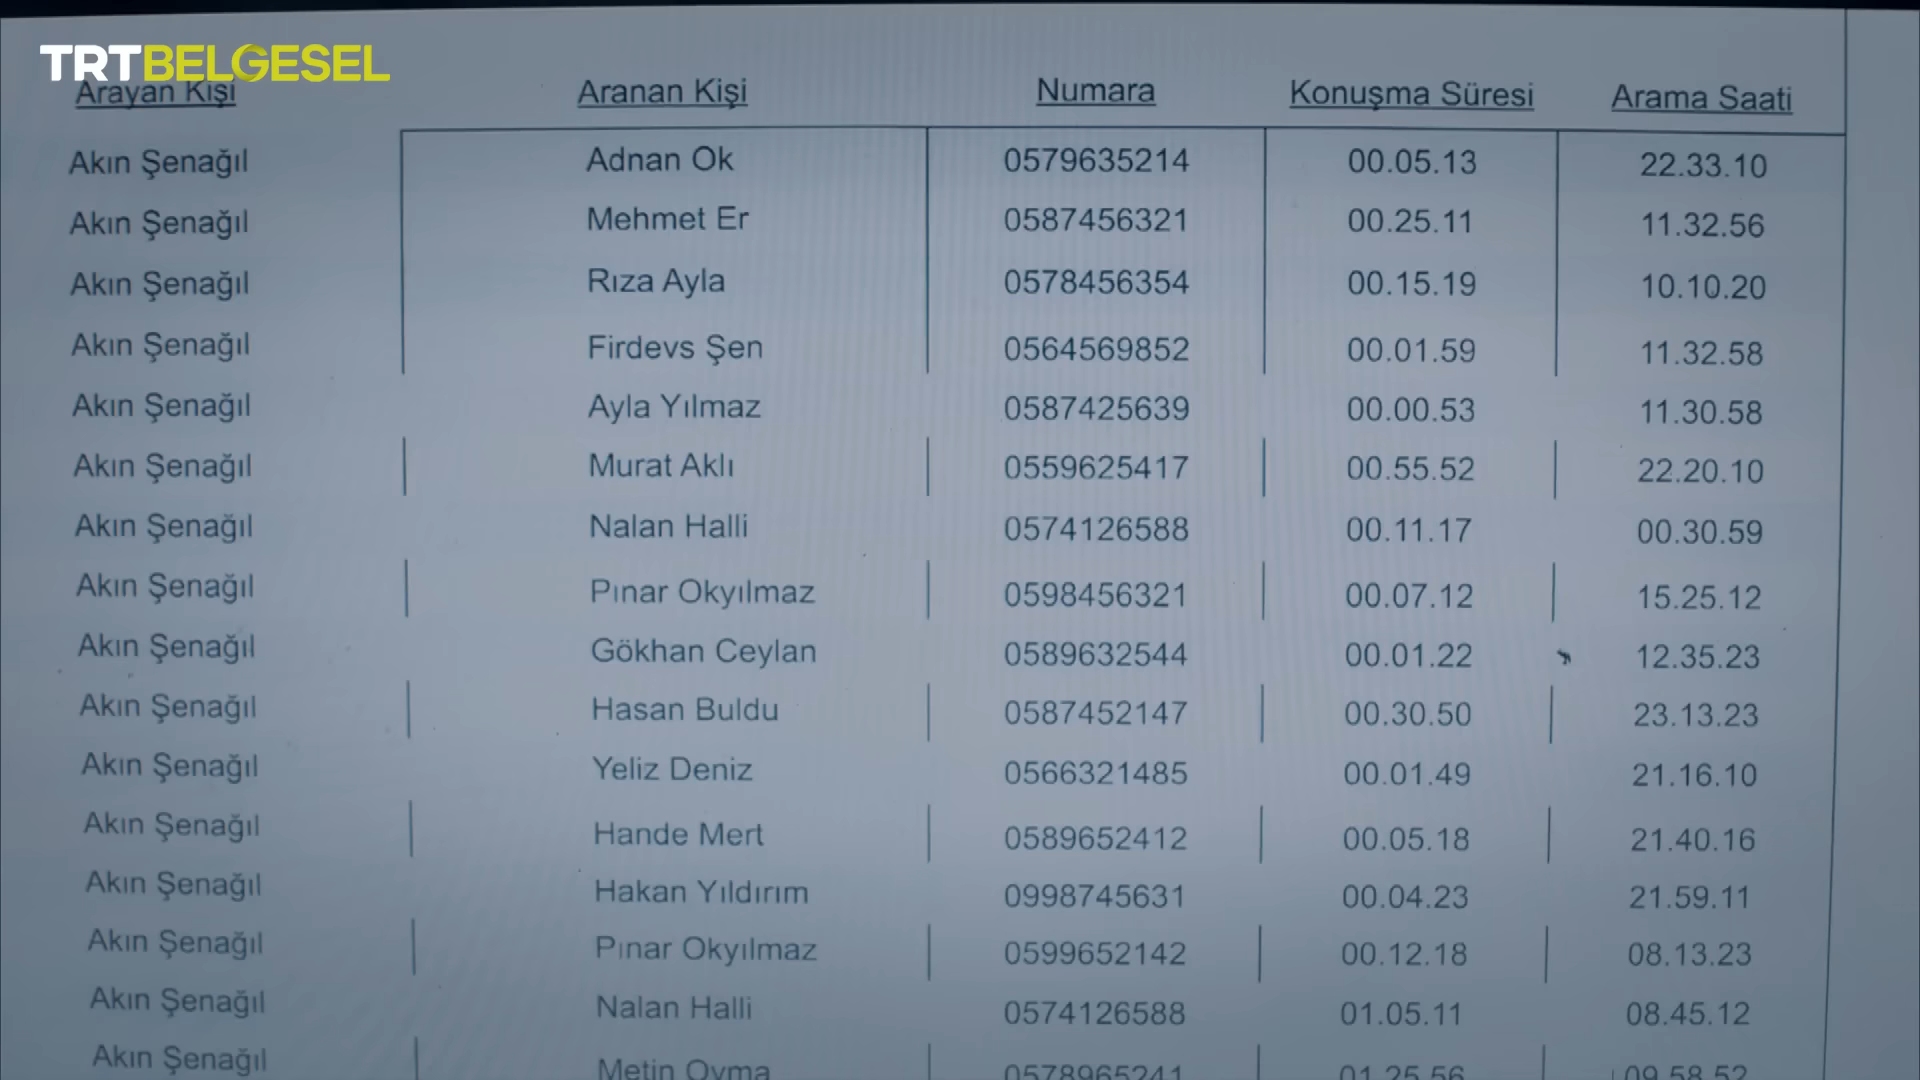 TRTBELGESEL
Arayan Kişi Aranan Kişi Numara Konuşma Süresi Arama Saati
Akın Şenağıl Adnan Ok 0579635214 00.05.13 22.33.10
Akın Şenağıl Mehmet Er 0587456321 00.25.11 11.32.56
Akın Şenağıl Rıza Ayla 0578456354 00.15.19 10.10.20
Akın Şenağıl Firdevs Şen 0564569852 00.01.59 11.32.58
Akın Şenağıl Ayla Yılmaz 0587425639 00.00.53 11.30.58
Akın Şenağıl Murat Aklı 0559625417 00.55.52 22.20.10
Akın Şenağıl Nalan Halli 0574126588 00.11.17 00.30.59
Akın Şenağıl Pınar Okyılmaz 0598456321 00.07.12 15.25.12
Akın Şenağıl Gökhan Ceylan 0589632544 00.01.22 12.35.23
Akın Şenağıl Hasan Buldu 0587452147 00.30.50 23.13.23
Akın Şenağıl Yeliz Deniz 0566321485 00.01.49 21.16.10
Akın Şenağıl Hande Mert 0589652412 00.05.18 21.40.16
Akın Şenağıl Hakan Yıldırım 0998745631 00.04.23 21.59.11
Akın Şenağıl Pınar Okyılmaz 0599652142 00.12.18 08.13.23
Akın Şenağıl Nalan Halli 0574126588 01.05.11 08.45.12
Akın Şenağıl Metin Oyma 0578965241 01.25.56 09.58.52